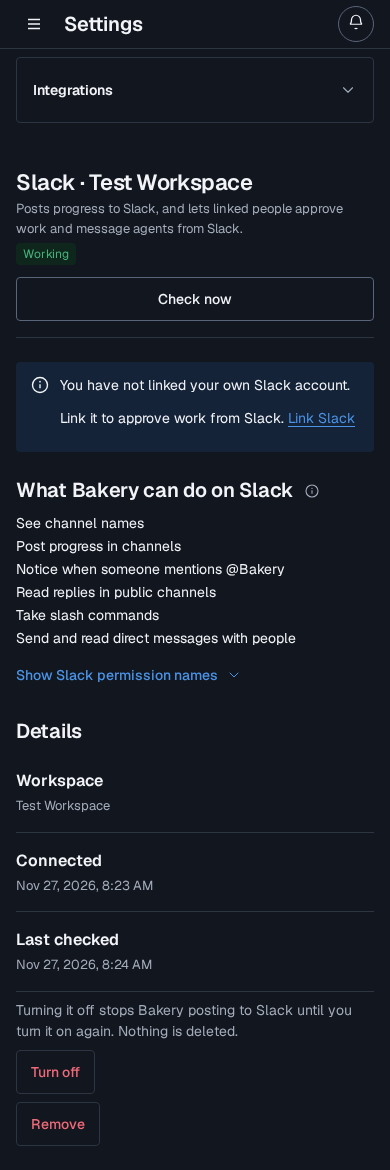 Settings
Integrations
Slack · Test Workspace
Posts progress to Slack, and lets linked people approve
work and message agents from Slack.
Working
Check now
You have not linked your own Slack account.
Link it to approve work from Slack. Link Slack
What Bakery can do on Slack
See channel names
Post progress in channels
Notice when someone mentions @Bakery
Read replies in public channels
Take slash commands
Send and read direct messages with people
Show Slack permission names
Details
Workspace
Test Workspace
Connected
Nov 27, 2026, 8:23 AM
Last checked
Nov 27, 2026, 8:24 AM
Turning it off stops Bakery posting to Slack until you
turn it on again. Nothing is deleted.
Turn off
Remove